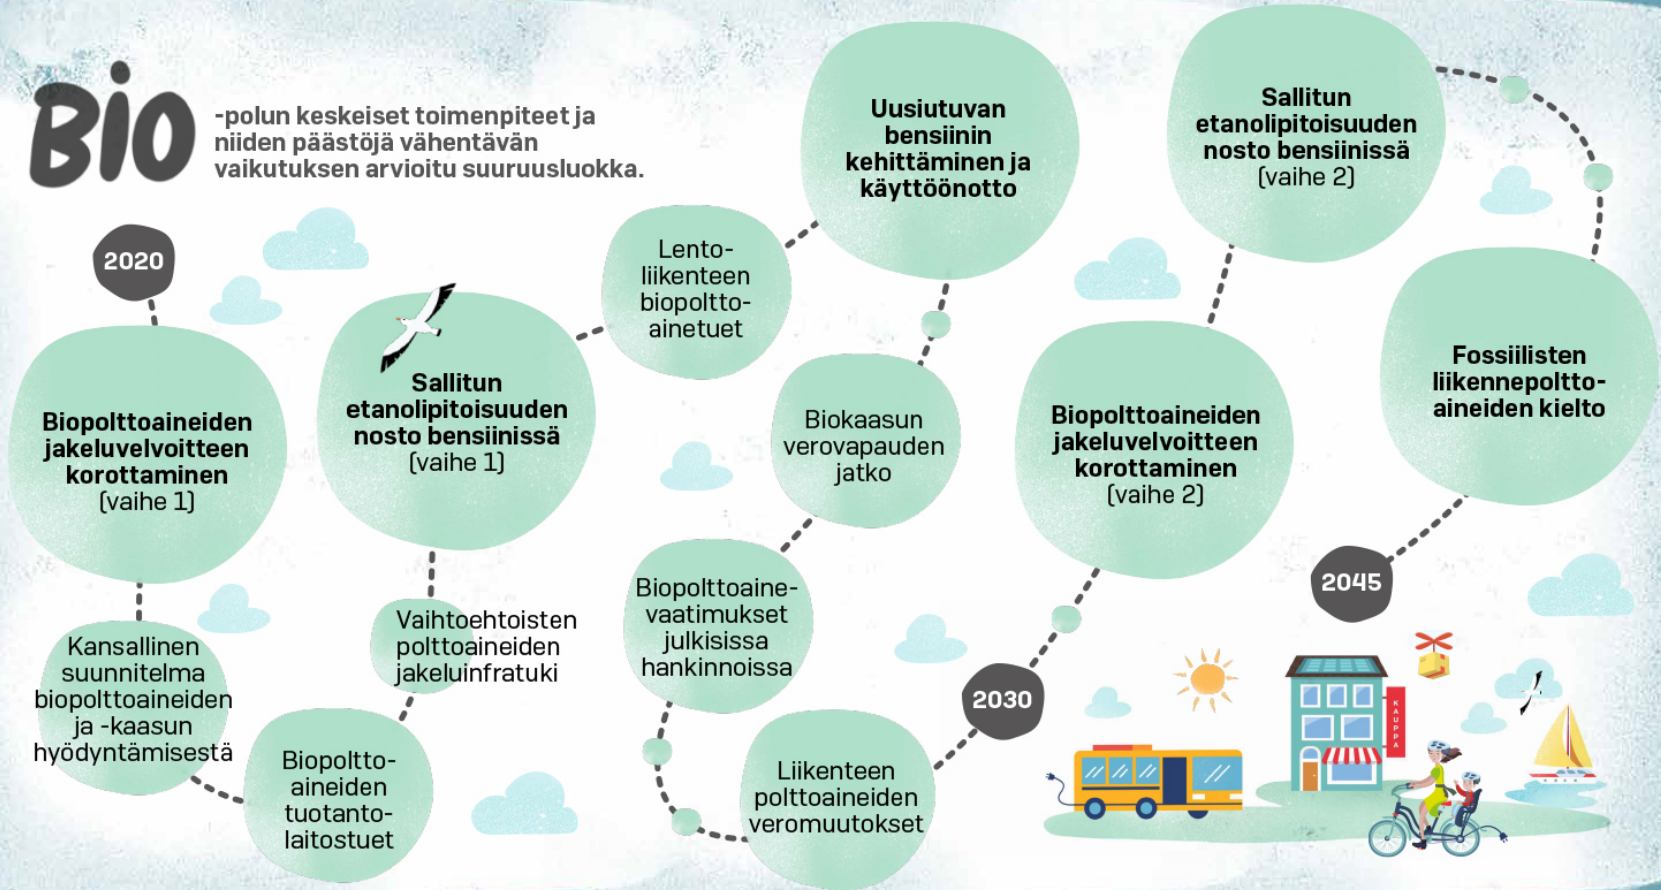 BIO
-polun keskeiset toimenpiteet ja
niiden päästöjä vähentävän
vaikutuksen arvioitu suuruusluokka.
2020
Biopolttoaineiden
jakeluvelvoitteen
korottaminen
(vaihe 1)
Kansallinen
suunnitelma
biopolttoaineiden
ja -kaasun
hyödyntämisestä
Biopoltto-
aineiden
tuotanto-
laitostuet
Vaihtoehtoisten
polttoaineiden
jakeluinfratuki
Sallitun
etanolipitoisuuden
nosto bensiinissä
(vaihe 1)
Lento-
liikenteen
biopoltto-
ainetuet
Uusiutuvan
bensiinin
kehittäminen ja
käyttöönotto
Biokaasun
verovapauden
jatko
Biopolttoaine-
vaatimukset
julkisissa
hankinnoissa
Liikenteen
polttoaineiden
veromuutokset
2030
Biopolttoaineiden
jakeluvelvoitteen
korottaminen
(vaihe 2)
Sallitun
etanolipitoisuuden
nosto bensiinissä
(vaihe 2)
Fossiilisten
liikennepoltto-
aineiden kielto
2045
KAUPPA